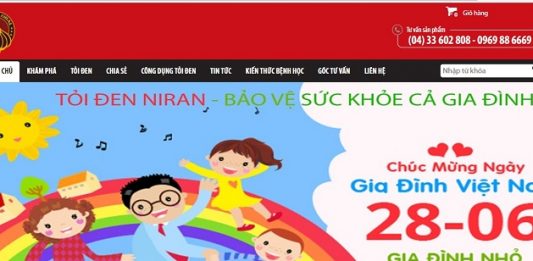 Giỏ hàng
Tư vấn sản phẩm
(04) 33 602 808 - 0969 88 6669
CHỦ KHÁM PHÁ TỎI ĐEN CHIA SẺ CÔNG DỤNG TỎI ĐEN TIN TỨC KIẾN THỨC BỆNH HỌC GÓC TƯ VẤN LIÊN HỆ Nhập từ khóa
TỎI ĐEN NIRAN - BẢO VỆ SỨC KHỎE CẢ GIA ĐÌNH
Chúc Mừng Ngày
Gia Đình Việt Na
28-06
GIA ĐÌNH NHỎ